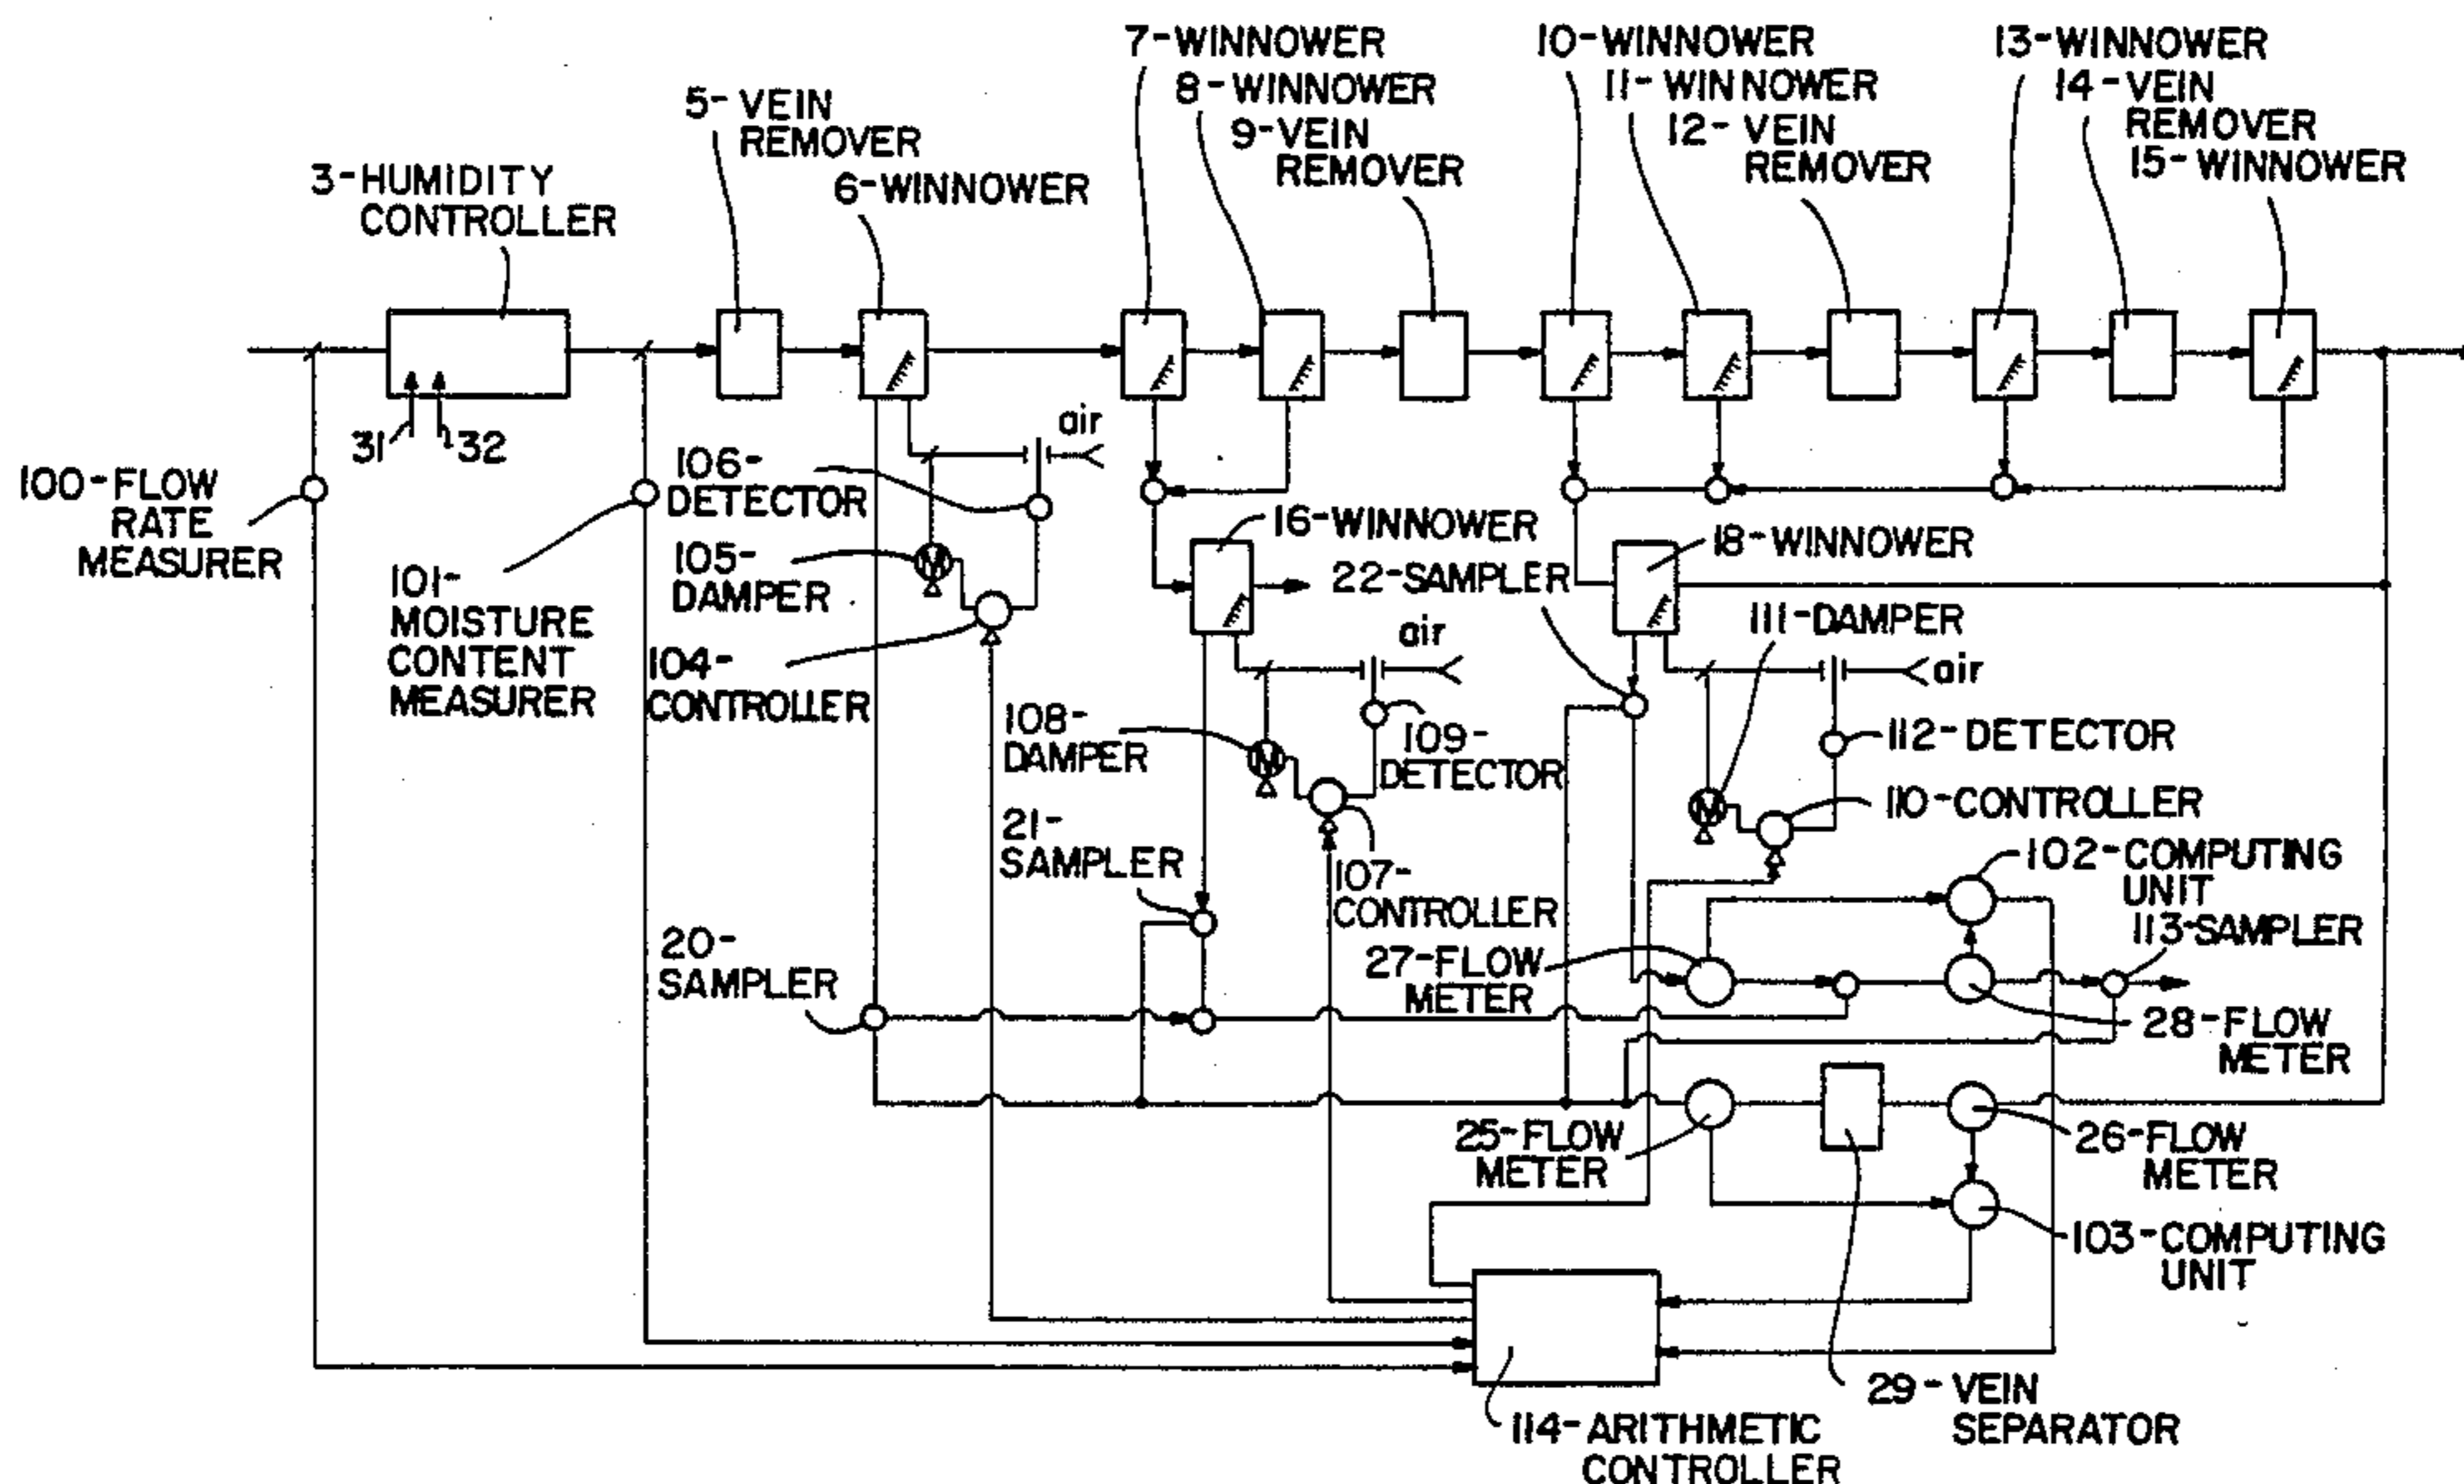 7-WINNOWER
8-WINNOWER
9-VEIN
REMOVER
10-WINNOWER
11-WINNOWER
12-VEIN
REMOVER
13-WINNOWER
14-VEIN
REMOVER
15-WINNOWER
5-VEIN
REMOVER
6-WINNOWER
3-HUMIDITY
CONTROLLER
31
32
air
100-FLOW
RATE
MEASURER
101-
MOISTURE
CONTENT
MEASURER
106-
DETECTOR
105-
DAMPER
104-
CONTROLLER
16-WINNOWER
22-SAMPLER
18-WINNOWER
air
111-DAMPER
air
108-
DAMPER
109-
DETECTOR
112-DETECTOR
110-CONTROLLER
21-
SAMPLER
107-
CONTROLLER
102-COMPUTING
UNIT
113-SAMPLER
20-
SAMPLER
27-FLOW
METER
28-FLOW
METER
25-FLOW
METER
26-FLOW
METER
103-COMPUTING
UNIT
29-VEIN
SEPARATOR
114-ARITHMETIC
CONTROLLER